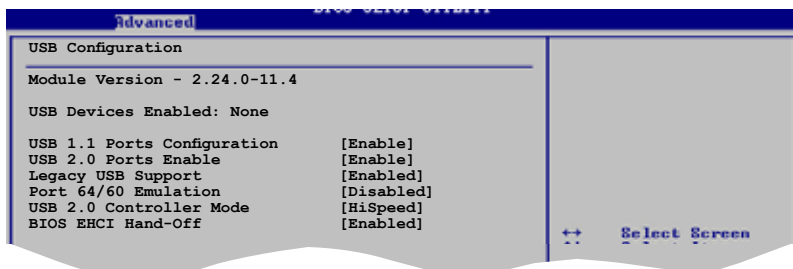 Advanced
USB Configuration
Module Version - 2.24.0-11.4
USB Devices Enabled: None
USB 1.1 Ports Configuration [Enable]
USB 2.0 Ports Enable [Enable]
Legacy USB Support [Enabled]
Port 64/60 Emulation [Disabled]
USB 2.0 Controller Mode [HiSpeed]
BIOS EHCI Hand-Off [Enabled]
↔ Select Screen